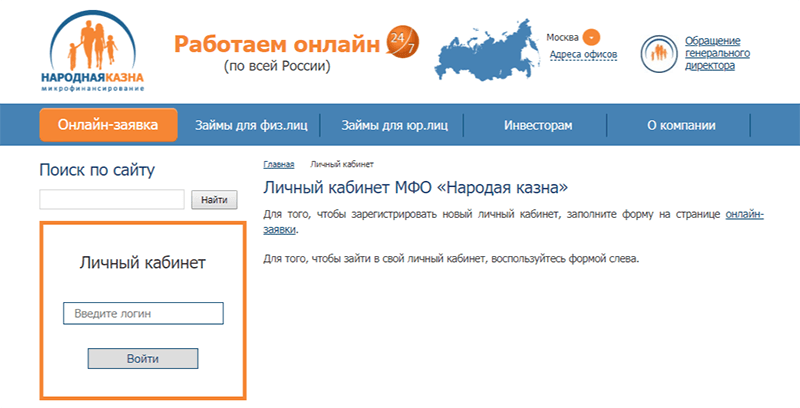 НАРОДНАЯКАЗНА
микрофинансирование
Работаем онлайн
24/7
(по всей России)
Москва
Адреса офисов
Обращение
генерального
директора
Онлайн-заявка
Займы для физ.лиц
Займы для юр.лиц
Инвесторам
О компании
Поиск по сайту
Найти
Личный кабинет
Введите логин
Войти
Главная Личный кабинет
Личный кабинет МФО «Народая казна»
Для того, чтобы зарегистрировать новый личный кабинет, заполните форму на странице онлайн-
заявки.
Для того, чтобы зайти в свой личный кабинет, воспользуйтесь формой слева.